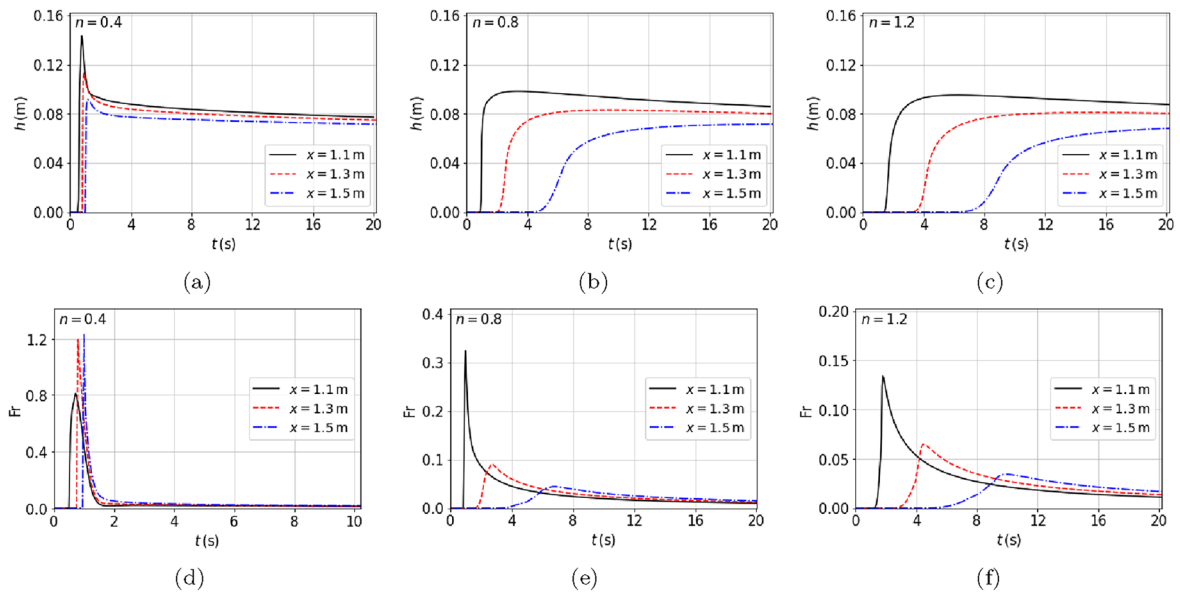 n = 0.4
h (m)
0.16
0.12
0.08
0.04
0.00
x = 1.1 m
x = 1.3 m
x = 1.5 m
0 4 8 12 16 20
t (s)
(a)
n = 0.8
h (m)
0.16
0.12
0.08
0.04
0.00
x = 1.1 m
x = 1.3 m
x = 1.5 m
0 4 8 12 16 20
t (s)
(b)
n = 1.2
h (m)
0.16
0.12
0.08
0.04
0.00
x = 1.1 m
x = 1.3 m
x = 1.5 m
0 4 8 12 16 20
t (s)
(c)
n = 0.4
Fr
1.2
0.8
0.4
0.0
x = 1.1 m
x = 1.3 m
x = 1.5 m
0 2 4 6 8 10
t (s)
(d)
n = 0.8
Fr
0.4
0.3
0.2
0.1
0.0
x = 1.1 m
x = 1.3 m
x = 1.5 m
0 4 8 12 16 20
t (s)
(e)
n = 1.2
Fr
0.20
0.15
0.10
0.05
0.00
x = 1.1 m
x = 1.3 m
x = 1.5 m
0 4 8 12 16 20
t (s)
(f)